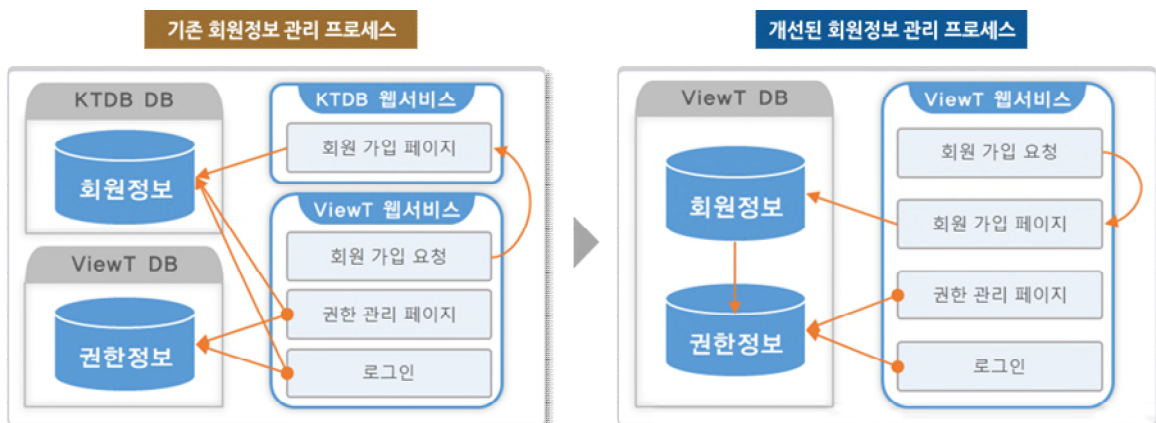 기존 회원정보 관리 프로세스
KTDB DB
회원정보
ViewT DB
권한정보
KTDB 웹서비스
회원 가입 페이지
ViewT 웹서비스
회원 가입 요청
권한 관리 페이지
로그인
개선된 회원정보 관리 프로세스
ViewT DB
회원정보
권한정보
ViewT 웹서비스
회원 가입 요청
회원 가입 페이지
권한 관리 페이지
로그인